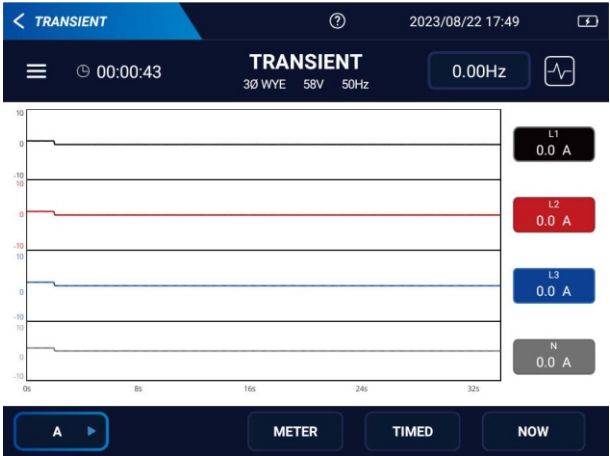 TRANSIENT
2023/08/22 17:49
00:00:43
TRANSIENT
3Ø WYE 58V 50Hz
0.00Hz
10
0
-10
L1
0.0 A
10
0
-10
L2
0.0 A
10
0
-10
L3
0.0 A
10
0
-10
N
0.0 A
0s 8s 16s 24s 32s
A METER TIMED NOW